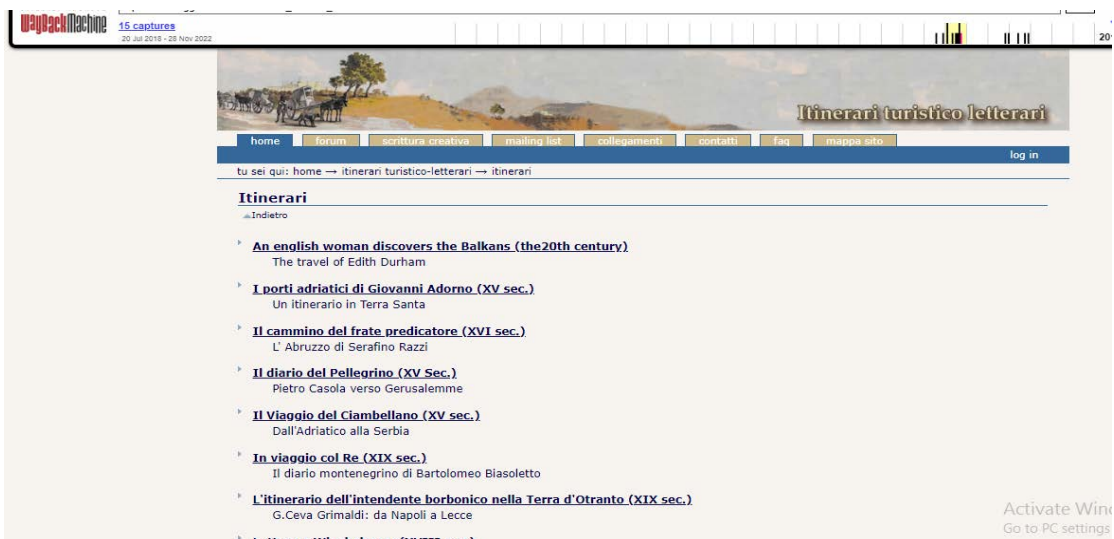 WayBackMachine
15 captures
20 Jul 2018 - 28 Nov 2022
Itinerari turistico letterari
home forum scrittura creativa mailing list collegamenti contatti faq mappa sito
log in
tu sei qui: home → itinerari turistico-letterari → itinerari
Itinerari
Indietro
An english woman discovers the Balkans (the20th century)
The travel of Edith Durham
I porti adriatici di Giovanni Adorno (XV sec.)
Un itinerario in Terra Santa
Il cammino del frate predicatore (XVI sec.)
L' Abruzzo di Serafino Razzi
Il diario del Pellegrino (XV Sec.)
Pietro Casola verso Gerusalemme
Il Viaggio del Ciambellano (XV sec.)
Dall'Adriatico alla Serbia
In viaggio col Re (XIX sec.)
Il diario montenegrino di Bartolomeo Biasoletto
L'itinerario dell'intendente borbonico nella Terra d'Otranto (XIX sec.)
G.Ceva Grimaldi: da Napoli a Lecce
Activate Win
Go to PC settings